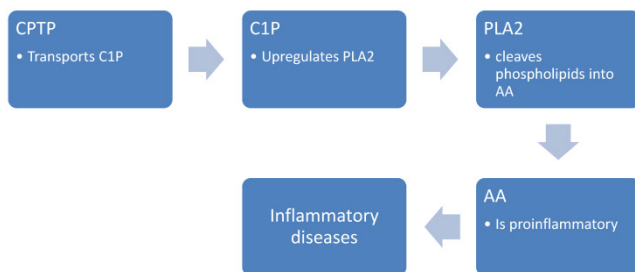 CPTP
• Transports C1P
C1P
• Upregulates PLA2
PLA2
• cleaves
phospholipids into
AA
AA
• Is proinflammatory
Inflammatory
diseases